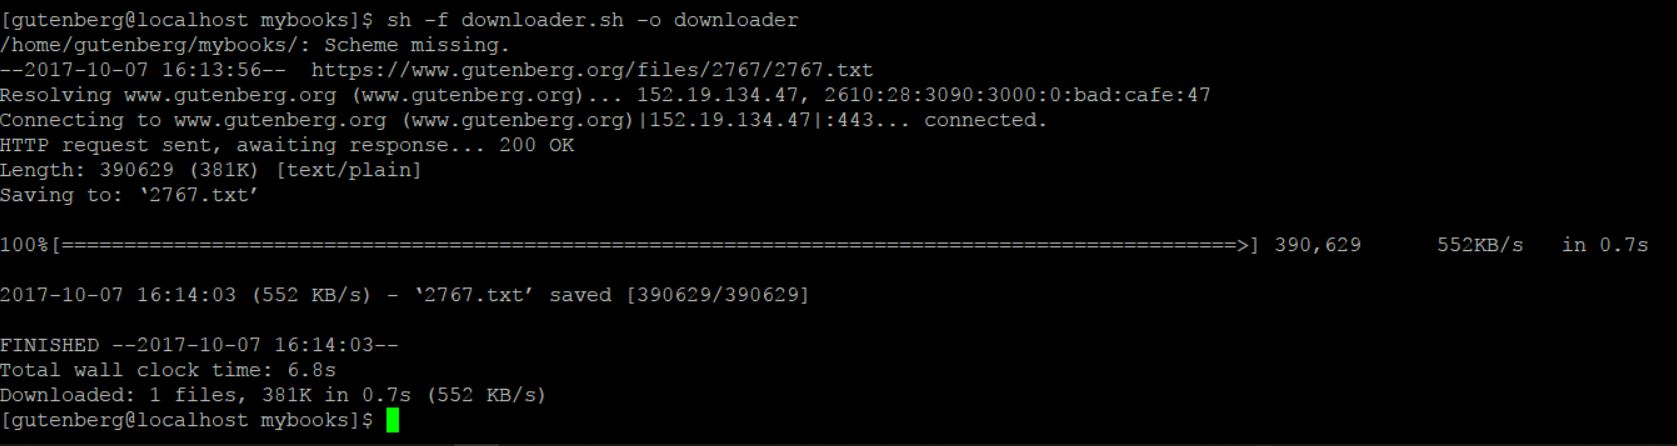 [gutenberg@localhost mybooks]$ sh -f downloader.sh -o downloader
/home/gutenberg/mybooks/: Scheme missing.
--2017-10-07 16:13:56--  https://www.gutenberg.org/files/2767/2767.txt
Resolving www.gutenberg.org (www.gutenberg.org)... 152.19.134.47, 2610:28:3090:3000:0:bad:cafe:47
Connecting to www.gutenberg.org (www.gutenberg.org)|152.19.134.47|:443... connected.
HTTP request sent, awaiting response... 200 OK
Length: 390629 (381K) [text/plain]
Saving to: ‘2767.txt’
100%[==============================================================================================>] 390,629      552KB/s   in 0.7s
2017-10-07 16:14:03 (552 KB/s) - ‘2767.txt’ saved [390629/390629]
FINISHED --2017-10-07 16:14:03--
Total wall clock time: 6.8s
Downloaded: 1 files, 381K in 0.7s (552 KB/s)
[gutenberg@localhost mybooks]$